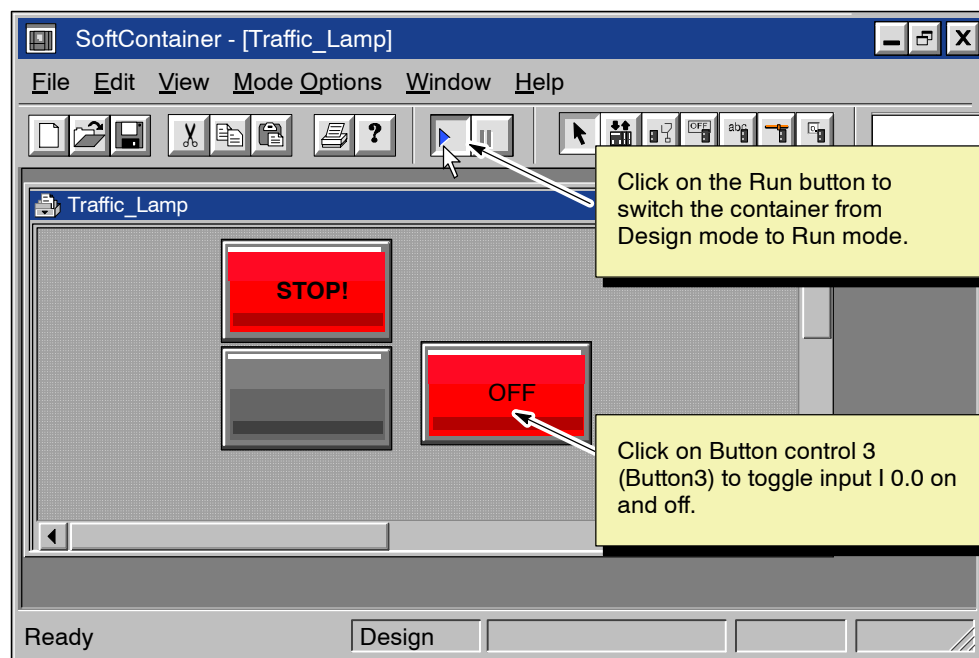 SoftContainer - [Traffic_Lamp]
File Edit View Mode Options Window Help
?
OFF
abc
Click on the Run button to
switch the container from
Design mode to Run mode.
Traffic_Lamp
STOP!
OFF
Click on Button control 3
(Button3) to toggle input I 0.0 on
and off.
Ready
Design